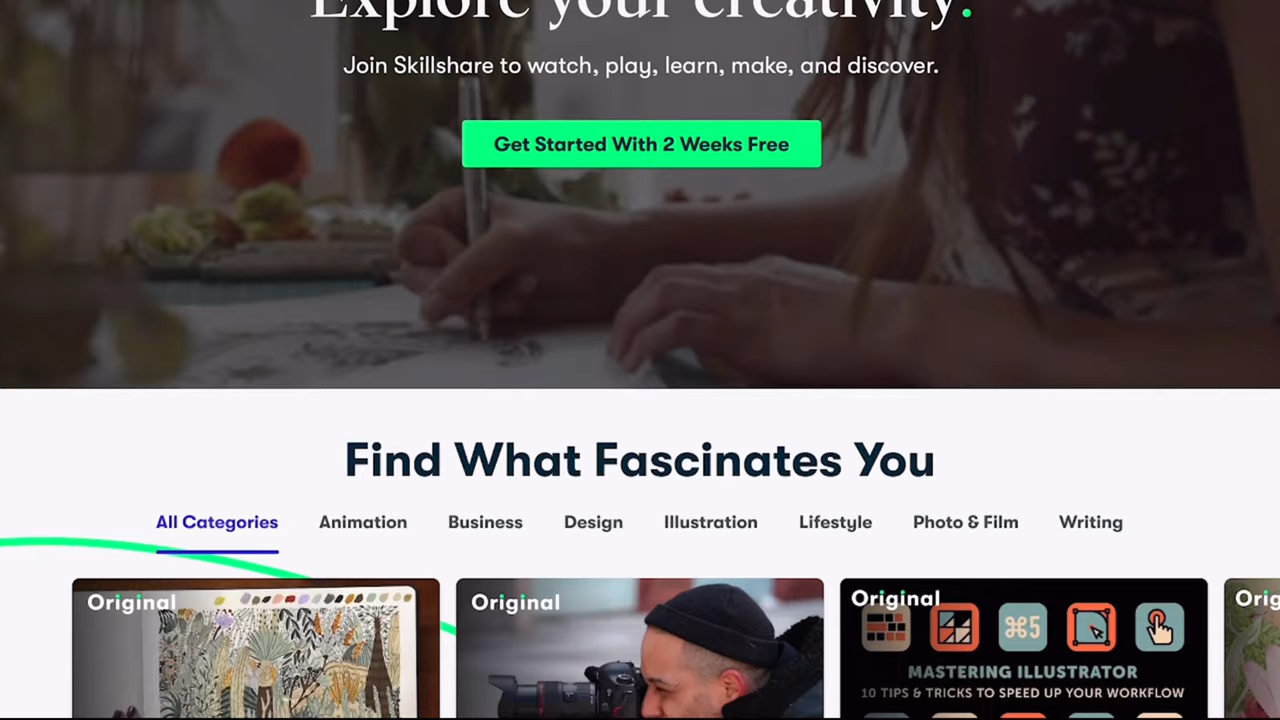 Explore your creativity.
Join Skillshare to watch, play, learn, make, and discover.
Get Started With 2 Weeks Free
Find What Fascinates You
All Categories Animation Business Design Illustration Lifestyle Photo & Film Writing
Original Original Original Orig
⌘5
MASTERING ILLUSTRATOR
10 TIPS & TRICKS TO SPEED UP YOUR WORKFLOW